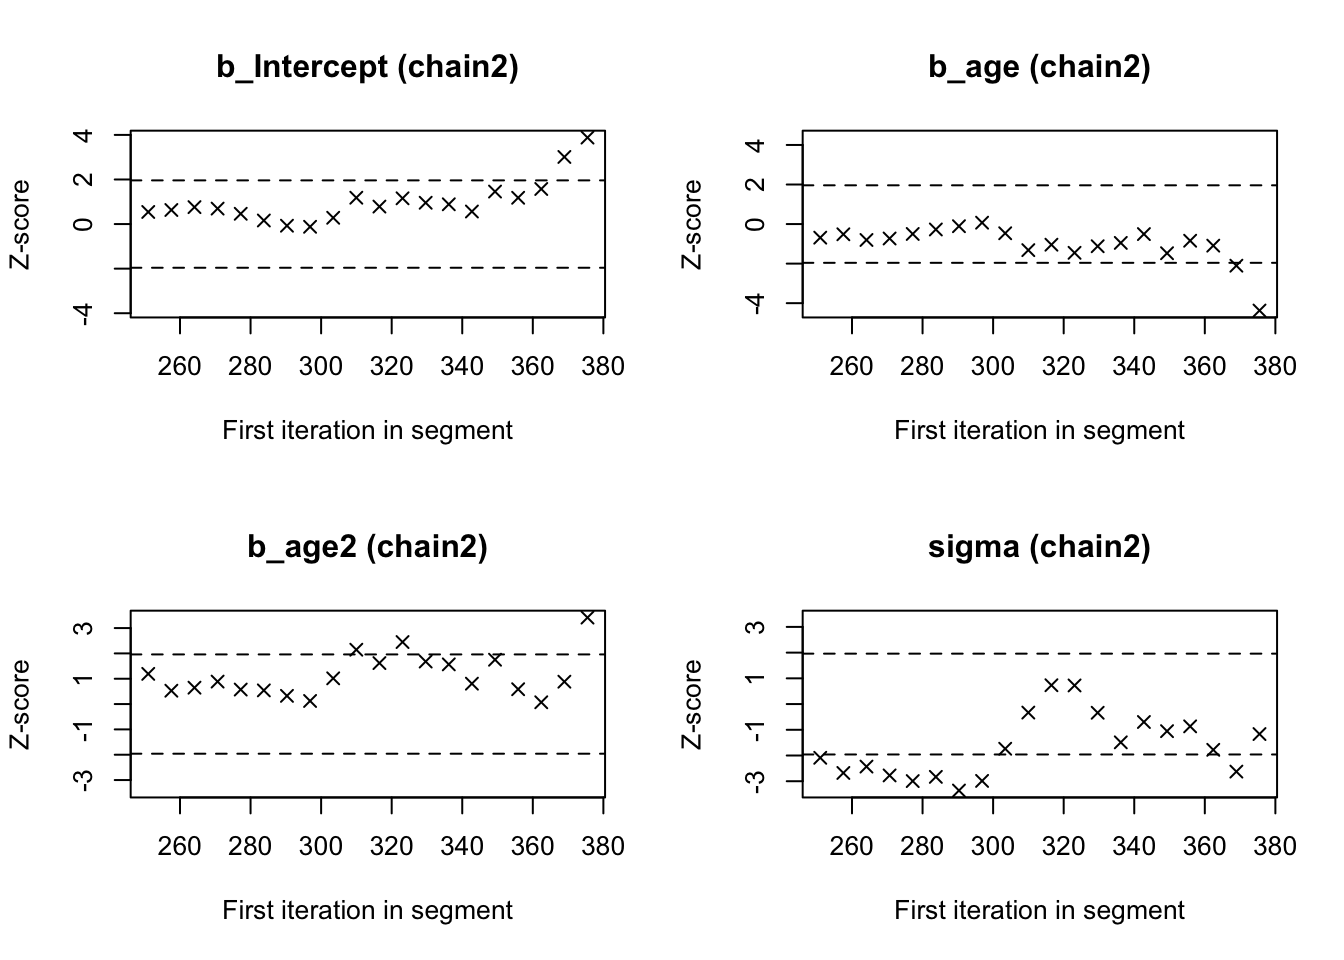 b_Intercept (chain2)
b_age (chain2)
Z-score
4
2
0
-4
260 280 300 320 340 360 380
First iteration in segment
Z-score
4
2
0
-4
260 280 300 320 340 360 380
First iteration in segment
b_age2 (chain2)
sigma (chain2)
Z-score
3
1
-1
-3
260 280 300 320 340 360 380
First iteration in segment
Z-score
3
1
-1
-3
260 280 300 320 340 360 380
First iteration in segment